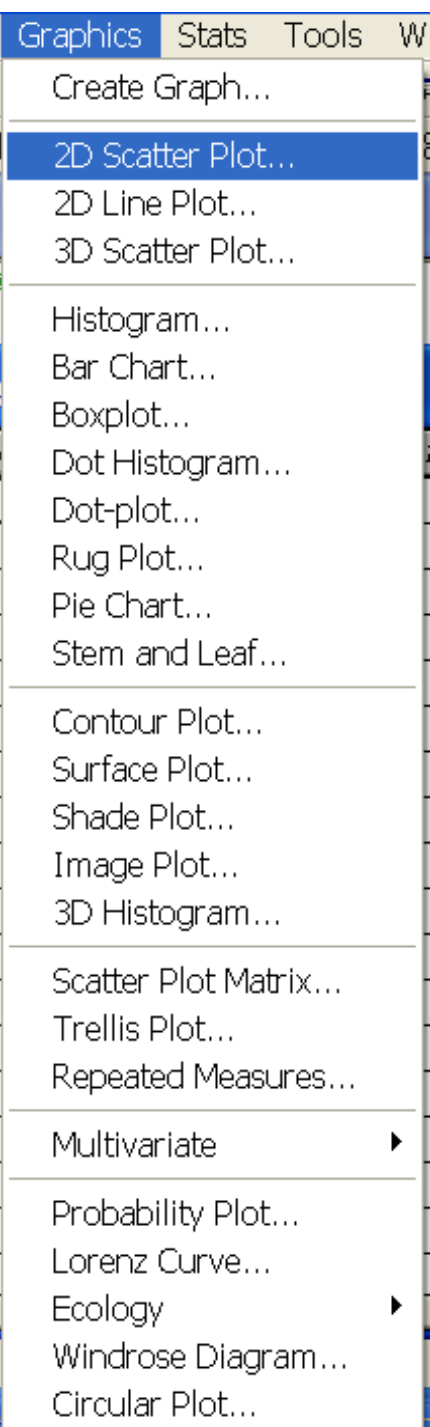 Graphics Stats Tools W
Create Graph...
2D Scatter Plot...
2D Line Plot...
3D Scatter Plot...
Histogram...
Bar Chart...
Boxplot...
Dot Histogram...
Dot-plot...
Rug Plot...
Pie Chart...
Stem and Leaf...
Contour Plot...
Surface Plot...
Shade Plot...
Image Plot...
3D Histogram...
Scatter Plot Matrix...
Trellis Plot...
Repeated Measures...
Multivariate
Probability Plot...
Lorenz Curve...
Ecology
Windrose Diagram...
Circular Plot...